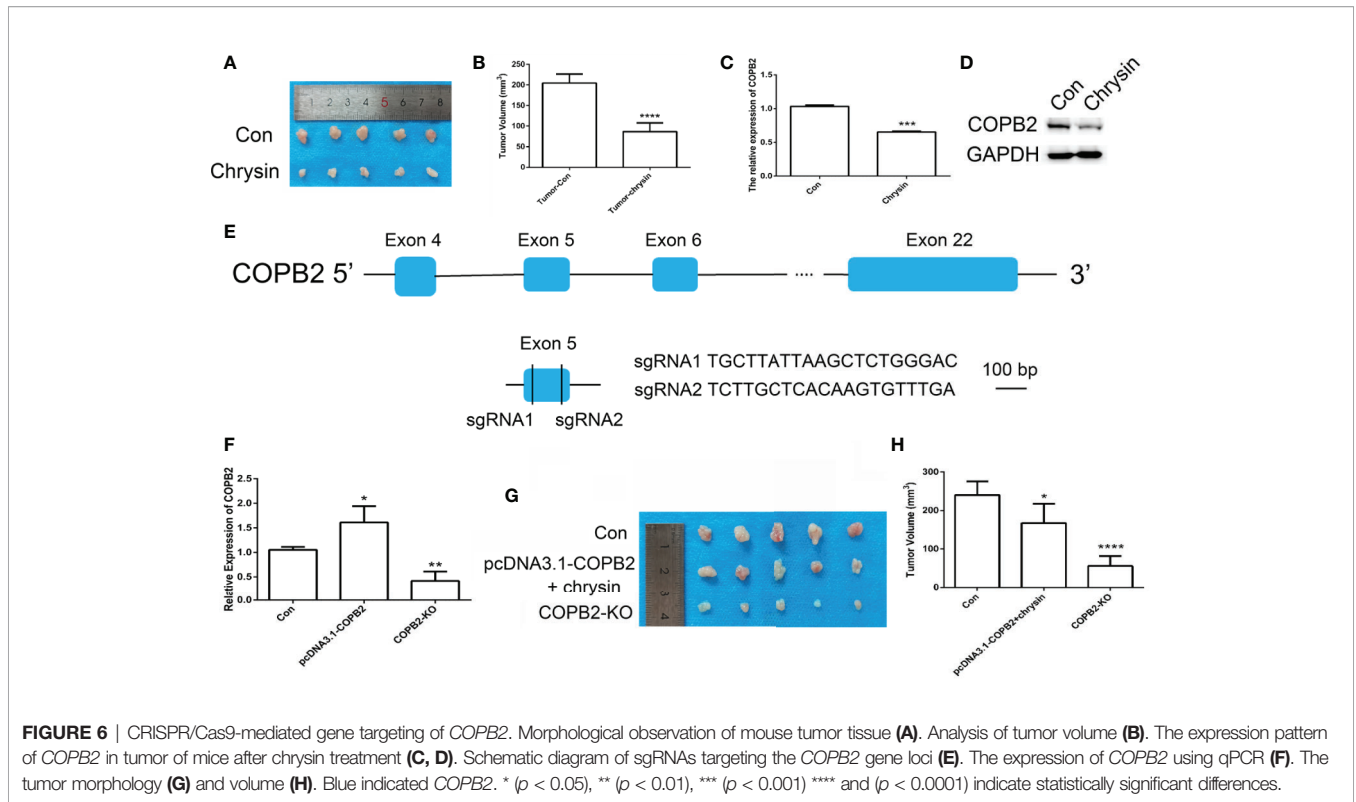 A
1 2 3 4 5 6 7 8
Con
Chrysin
B
Tumor Volume (mm³)
250
200
150
100
50
0
****
Tumor-Con
Tumor-chrysin
C
The relative expression of COPB2
1.5
1.0
0.5
0.0
***
Con
Chrysin
D
Con
Chrysin
COPB2
GAPDH
E
Exon 4
Exon 5
Exon 6
Exon 22
COPB2 5’
....
3’
Exon 5
sgRNA1
sgRNA2
sgRNA1 TGCTTATTAAGCTCTGGGAC
sgRNA2 TCTTGCTCACAAGTGTTTGA
100 bp
F
Relative Expression of COPB2
2.5
2.0
1.5
1.0
0.5
0.0
*
**
Con
pcDNA3.1-COPB2
COPB2-KO
G
Con
pcDNA3.1-COPB2
+ chrysin
COPB2-KO
1
2
3
4
H
Tumor Volume (mm³)
300
200
100
0
*
****
Con
pcDNA3.1-COPB2+chrysin
COPB2-KO
FIGURE 6 | CRISPR/Cas9-mediated gene targeting of COPB2. Morphological observation of mouse tumor tissue (A). Analysis of tumor volume (B). The expression pattern
of COPB2 in tumor of mice after chrysin treatment (C, D). Schematic diagram of sgRNAs targeting the COPB2 gene loci (E). The expression of COPB2 using qPCR (F). The
tumor morphology (G) and volume (H). Blue indicated COPB2. * (p < 0.05), ** (p < 0.01), *** (p < 0.001) **** and (p < 0.0001) indicate statistically significant differences.